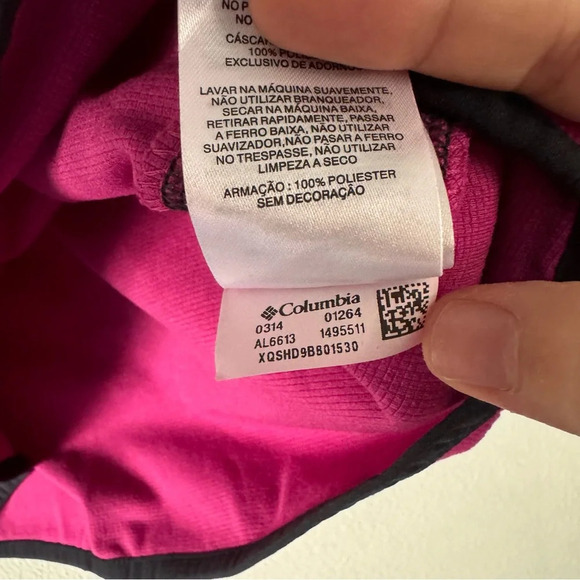 NO P
NO
CÁSCAR
100% POLI
EXCLUSIVO DE ADORNO
LAVAR NA MÁQUINA SUAVEMENTE,
NÃO UTILIZAR BRANQUEADOR,
SECAR NA MÁQUINA BAIXA,
RETIRAR RAPIDAMENTE, PASSAR
A FERRO BAIXA, NÃO UTILIZAR
SUAVIZADOR,NÃO PASAR A FERRO
NO TRESPASSE, NÃO UTILIZAR
LIMPEZA A SECO
ARMAÇÃO : 100% POLIESTER
SEM DECORAÇÃO
Columbia
0314 01264
AL6613 1495511
XQSHD9B801530